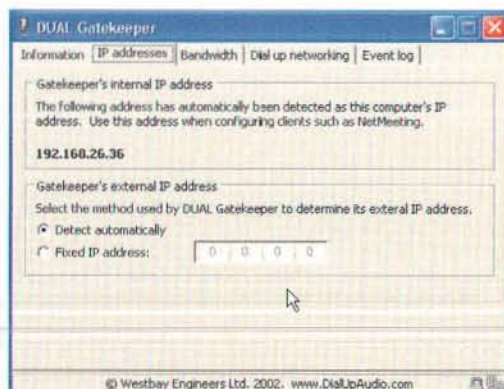 DUAL Gatekeeper
Information IP addresses Bandwidth Dial up networking Event log
Gatekeeper's internal IP address
The following address has automatically been detected as this computer's IP
address. Use this address when configuring clients such as NetMeeting.
192.168.26.36
Gatekeeper's external IP address
Select the method used by DUAL Gatekeeper to determine its exteral IP address.
Detect automatically
Fixed IP address: 0 . 0 . 0 . 0
© Westbay Engineers Ltd. 2002. www.DialUpAudio.com